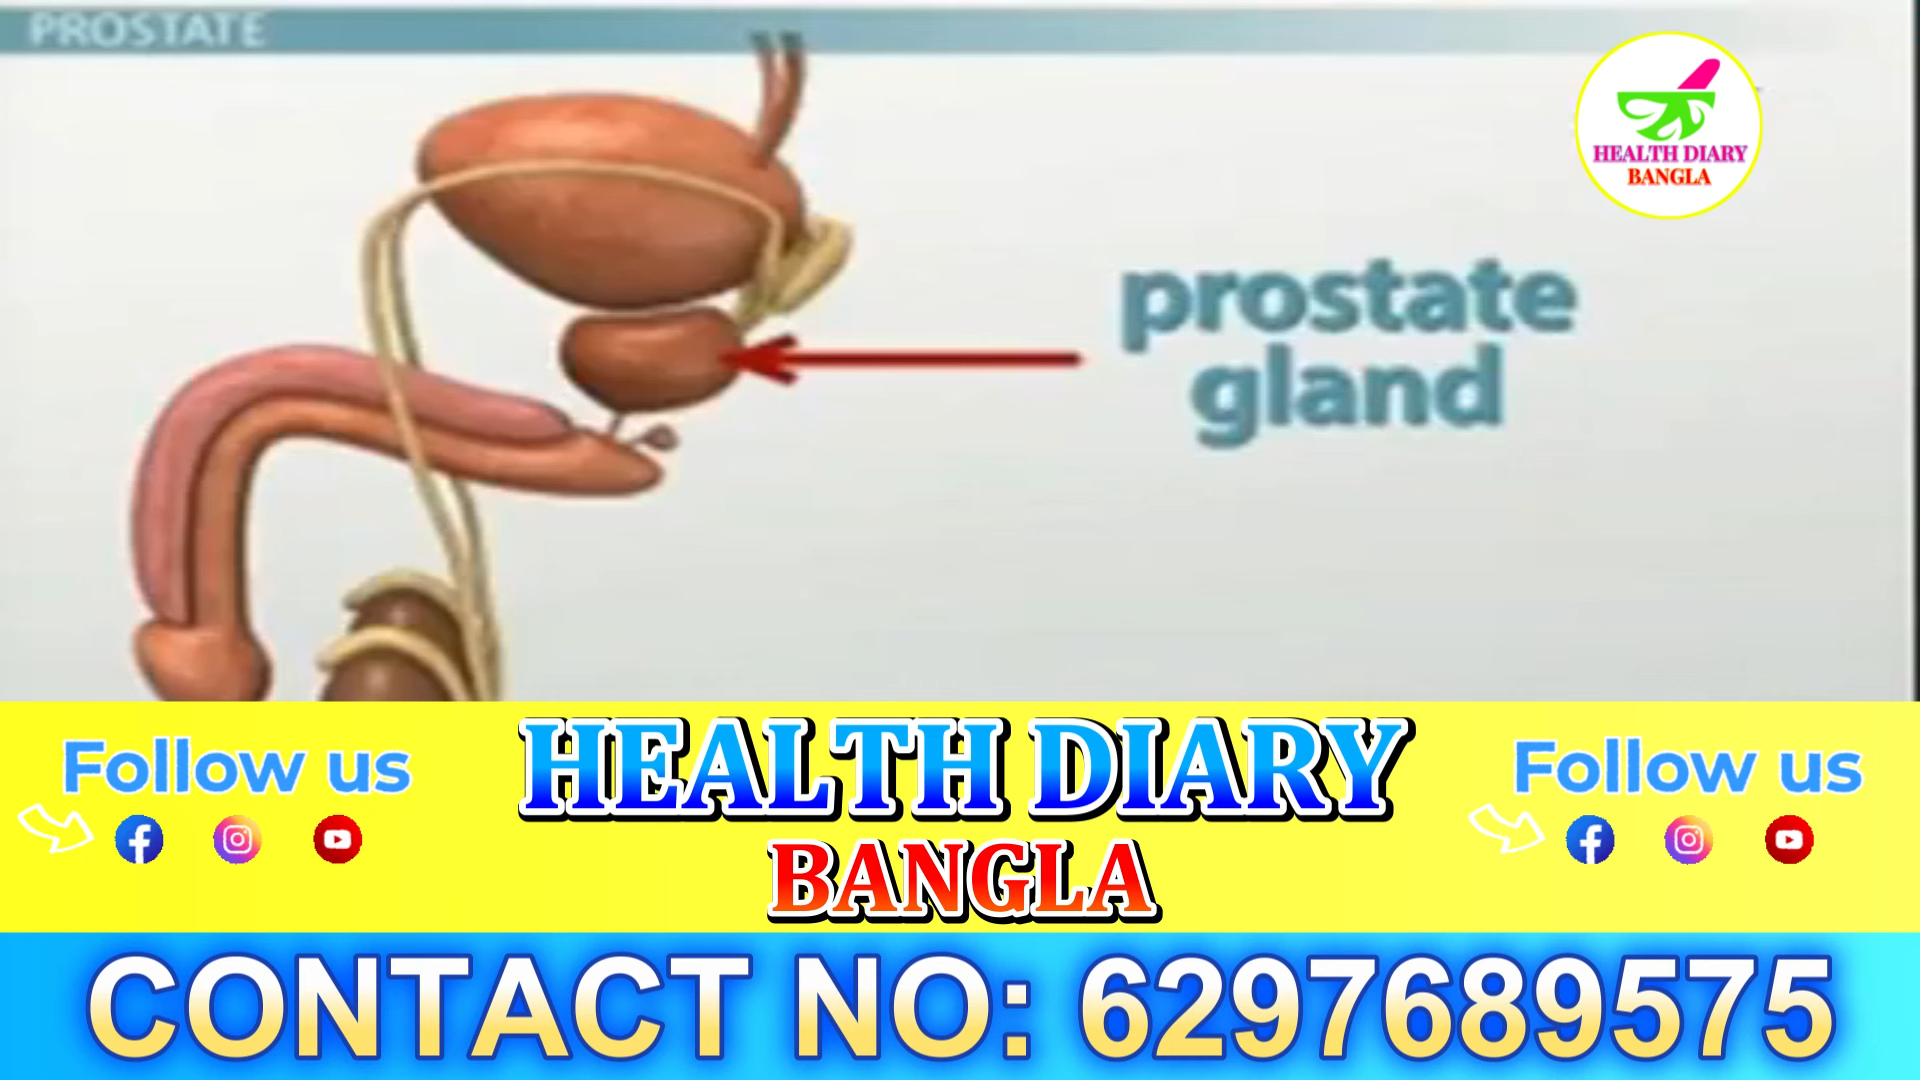 PROSTATE
HEALTH DIARY
BANGLA
prostate
gland
Follow us
HEALTH DIARY
BANGLA
Follow us
CONTACT NO: 6297689575